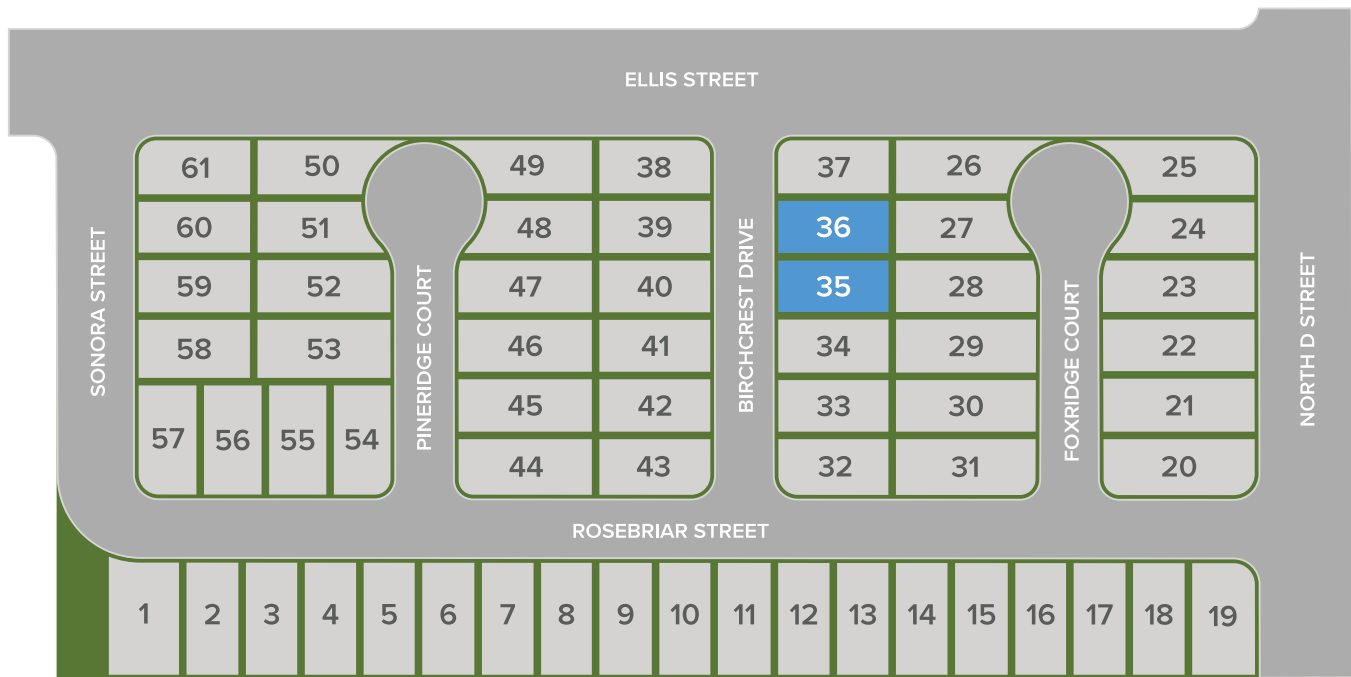 ELLIS STREET
61 50 49 38 37 26 25
60 51 48 39 36 27 24
59 52 47 40 35 28 23
58 53 46 41 34 29 22
45 42 33 30 21
57 56 55 54
44 43 32 31 20
SONORA STREET
PINERIDGE COURT
BIRCHCREST DRIVE
FOXRIDGE COURT
NORTH D STREET
ROSEBRIAR STREET
1 2 3 4 5 6 7 8 9 10 11 12 13 14 15 16 17 18 19